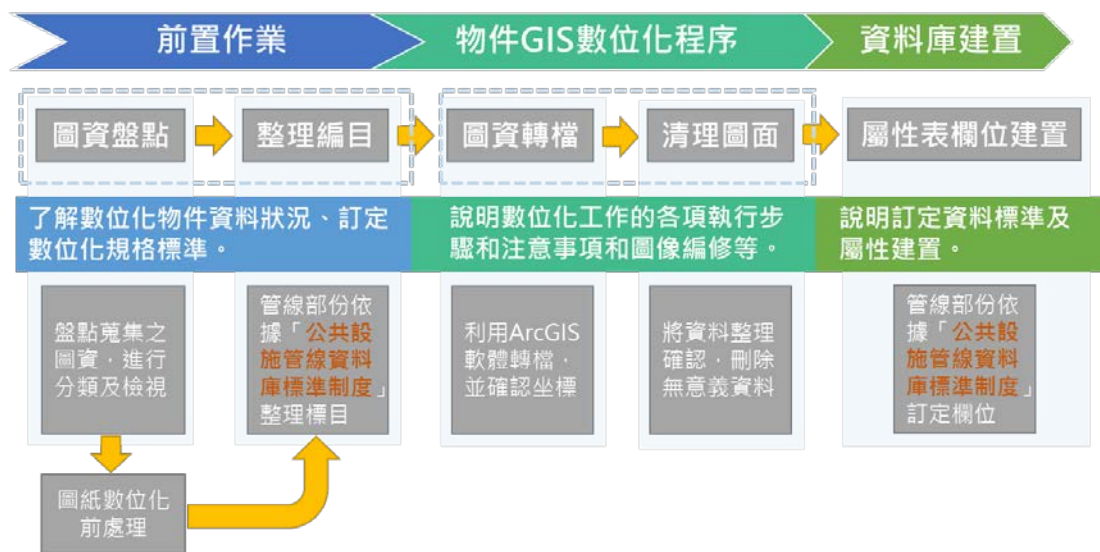 前置作業
物件GIS數位化程序
資料庫建置
圖資盤點
整理編目
圖資轉檔
清理圖面
屬性表欄位建置
了解數位化物件資料狀況、訂定
數位化規格標準。
說明數位化工作的各項執行步
驟和注意事項和圖像編修等。
說明訂定資料標準及
屬性建置。
盤點蒐集之
圖資，進行
分類及檢視
管線部份依
據「公共設
施管線資料
庫標準制度」
整理標目
利用ArcGIS
軟體轉檔，
並確認坐標
將資料整理
確認，刪除
無意義資料
管線部份依
據「公共設
施管線資料
庫標準制度」
訂定欄位
圖紙數位化
前處理